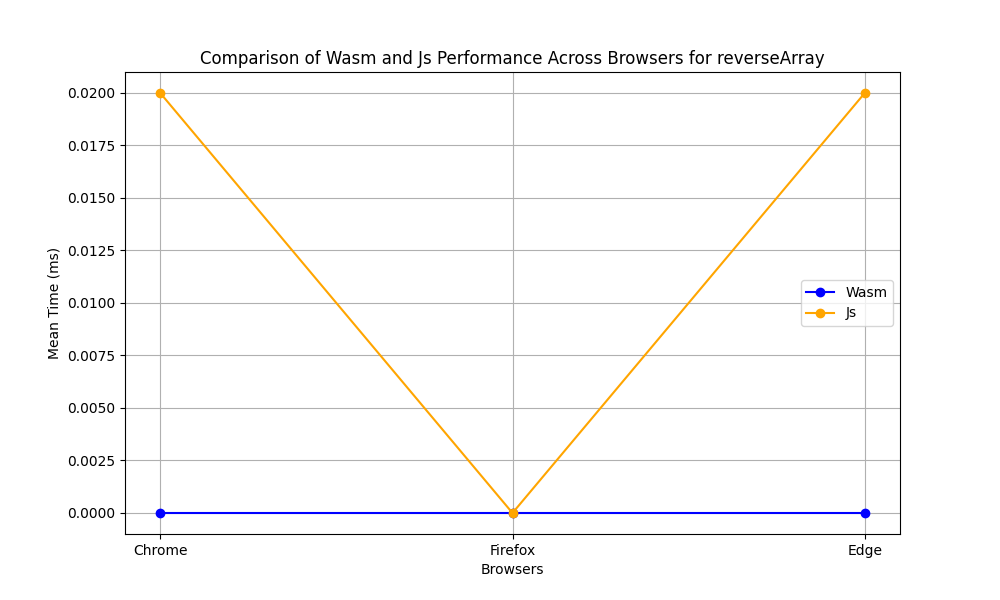 Comparison of Wasm and Js Performance Across Browsers for reverseArray
Mean Time (ms)
0.0200
0.0175
0.0150
0.0125
0.0100
0.0075
0.0050
0.0025
0.0000
Wasm
Js
Chrome
Firefox
Edge
Browsers